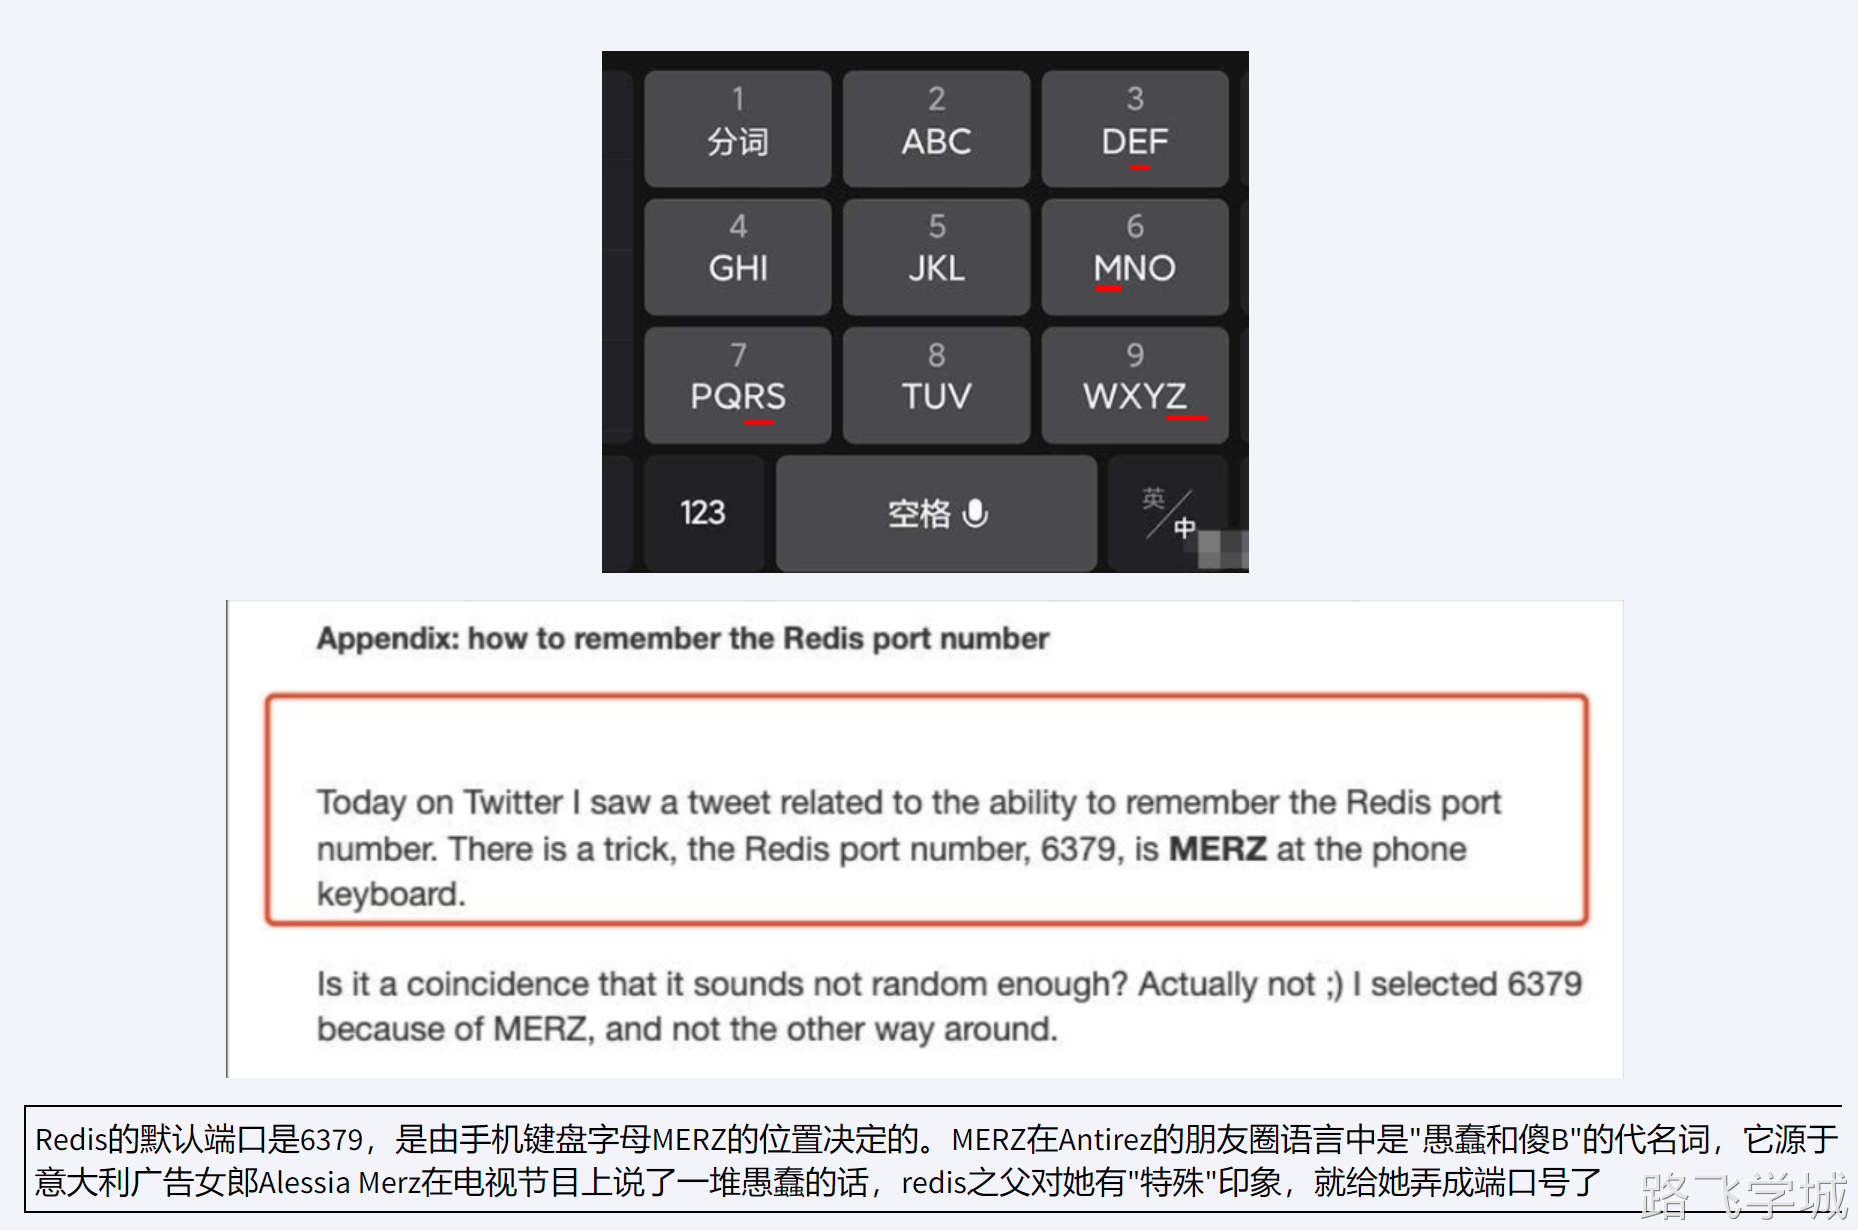 1 2 3
分词 ABC DEF
4 5 6
GHI JKL MNO
7 8 9
PQRS TUV WXYZ
123 空格 英/中
Appendix: how to remember the Redis port number
Today on Twitter I saw a tweet related to the ability to remember the Redis port
number. There is a trick, the Redis port number, 6379, is MERZ at the phone
keyboard.
Is it a coincidence that it sounds not random enough? Actually not ;) I selected 6379
because of MERZ, and not the other way around.
Redis的默认端口是6379，是由手机键盘字母MERZ的位置决定的。MERZ在Antirez的朋友圈语言中是"愚蠢和傻B"的代名词，它源于
意大利广告女郎Alessia Merz在电视节目上说了一堆愚蠢的话，redis之父对她有"特殊"印象，就给她弄成端口号了
路飞学城